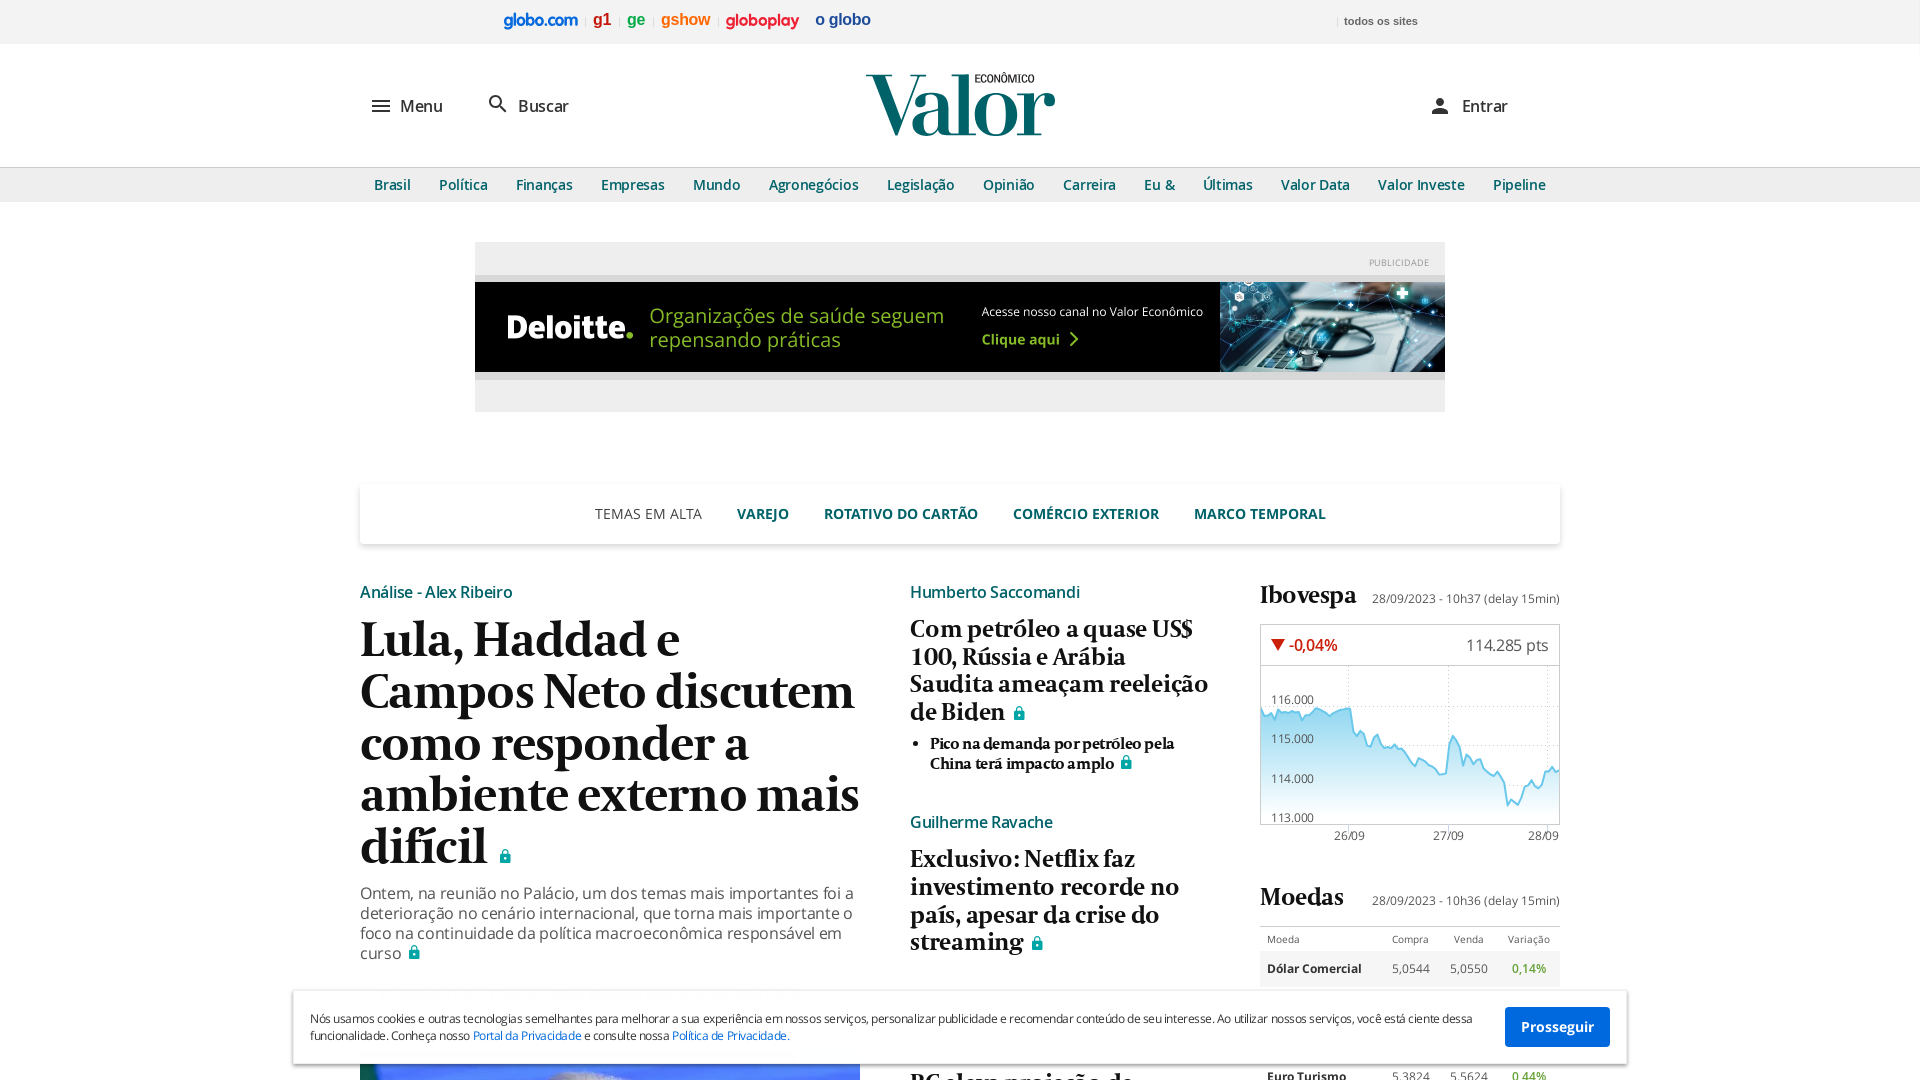 globo.com
g1
ge
gshow
globoplay
o globo
todos os sites
Menu
Buscar
ECONÔMICO
Valor
Entrar
Brasil
Política
Finanças
Empresas
Mundo
Agronegócios
Legislação
Opinião
Carreira
Eu &
Últimas
Valor Data
Valor Investe
Pipeline
PUBLICIDADE
Deloitte.
Organizações de saúde seguem
repensando práticas
Acesse nosso canal no Valor Econômico
Clique aqui
TEMAS EM ALTA
VAREJO
ROTATIVO DO CARTÃO
COMÉRCIO EXTERIOR
MARCO TEMPORAL
Análise - Alex Ribeiro
Lula, Haddad e
Campos Neto discutem
como responder a
ambiente externo mais
difícil
Ontem, na reunião no Palácio, um dos temas mais importantes foi a
deterioração no cenário internacional, que torna mais importante o
foco na continuidade da política macroeconômica responsável em
curso
Humberto Saccomandi
Com petróleo a quase US$
100, Rússia e Arábia
Saudita ameaçam reeleição
de Biden
• Pico na demanda por petróleo pela
China terá impacto amplo
Guilherme Ravache
Exclusivo: Netflix faz
investimento recorde no
país, apesar da crise do
streaming
Ibovespa
28/09/2023 - 10h37 (delay 15min)
-0,04%
114.285 pts
116.000
115.000
114.000
113.000
26/09
27/09
28/09
Moedas
28/09/2023 - 10h36 (delay 15min)
Moeda Compra Venda Variação
Dólar Comercial 5,0544 5,0550 0,14%
Nós usamos cookies e outras tecnologias semelhantes para melhorar a sua experiência em nossos serviços, personalizar publicidade e recomendar conteúdo de seu interesse. Ao utilizar nossos serviços, você está ciente dessa
funcionalidade. Conheça nosso Portal da Privacidade e consulte nossa Política de Privacidade.
Prosseguir
BC eleva projeção de
Euro Turismo 5,3824 5,5624 0,44%